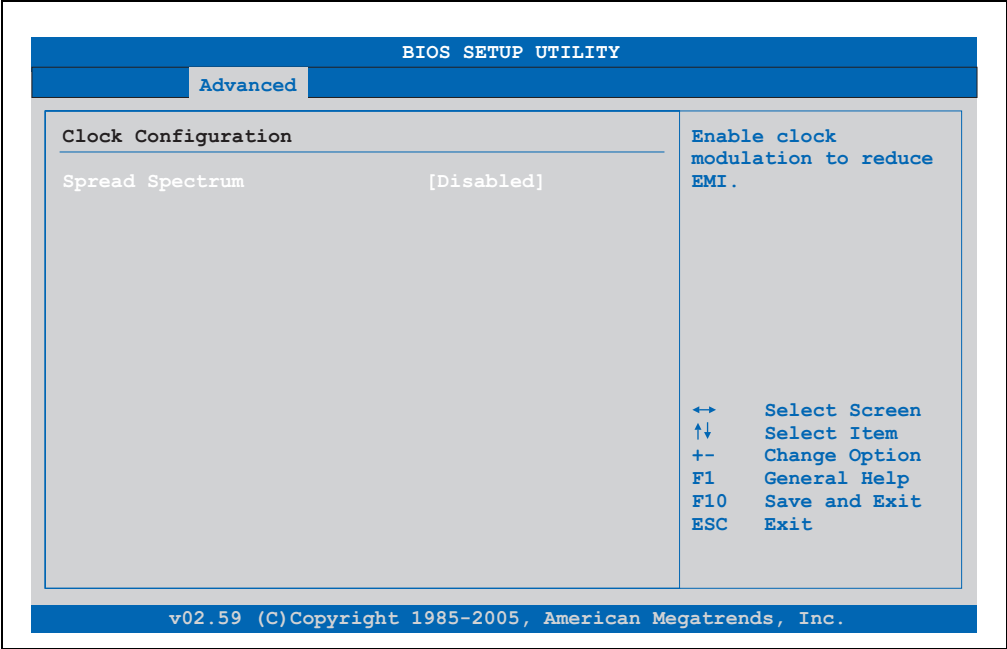 BIOS SETUP UTILITY
Advanced
Clock Configuration
Spread Spectrum [Disabled]
Enable clock
modulation to reduce
EMI.
↔ Select Screen
↑↓ Select Item
+- Change Option
F1 General Help
F10 Save and Exit
ESC Exit
v02.59 (C)Copyright 1985-2005, American Megatrends, Inc.